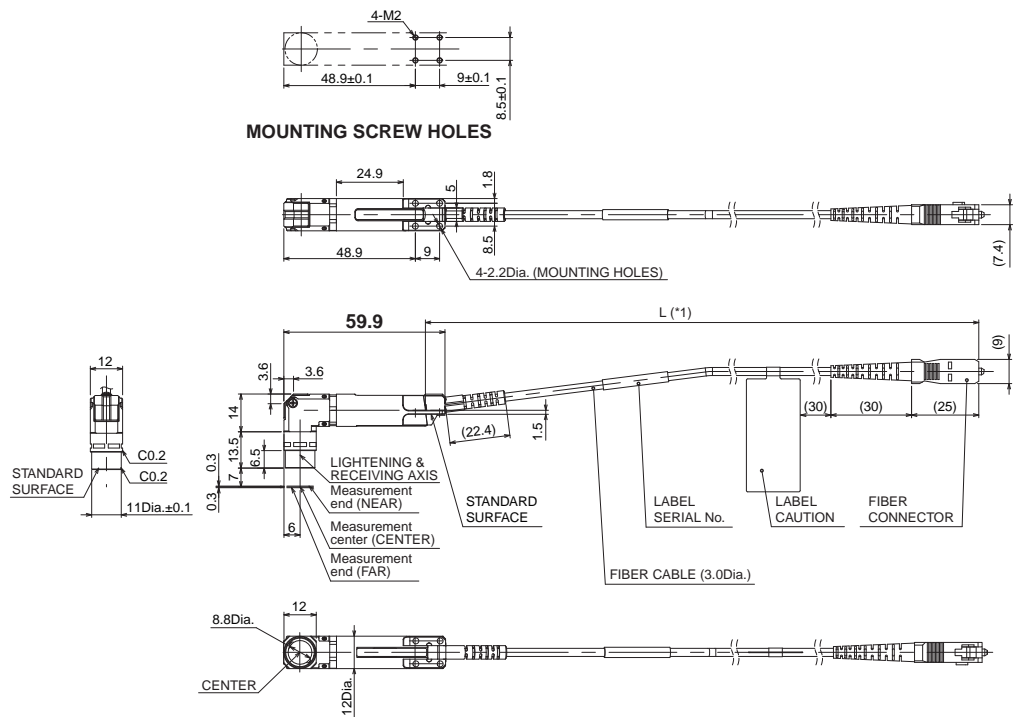 4-M2
48.9±0.1
9±0.1
8.5±0.1
MOUNTING SCREW HOLES
24.9
5
1.8
48.9
9
8.5
4-2.2Dia. (MOUNTING HOLES)
(7.4)
L (*1)
59.9
12
3.6
3.6
14
13.5
6.5
0.3
7
0.3
6
C0.2
C0.2
STANDARD
SURFACE
11Dia.±0.1
LIGHTENING &
RECEIVING AXIS
Measurement
end (NEAR)
Measurement
center (CENTER)
Measurement
end (FAR)
(22.4)
1.5
STANDARD
SURFACE
LABEL
SERIAL No.
LABEL
CAUTION
FIBER
CONNECTOR
(30)
(30)
(25)
(9)
FIBER CABLE (3.0Dia.)
12
8.8Dia.
CENTER
12Dia.